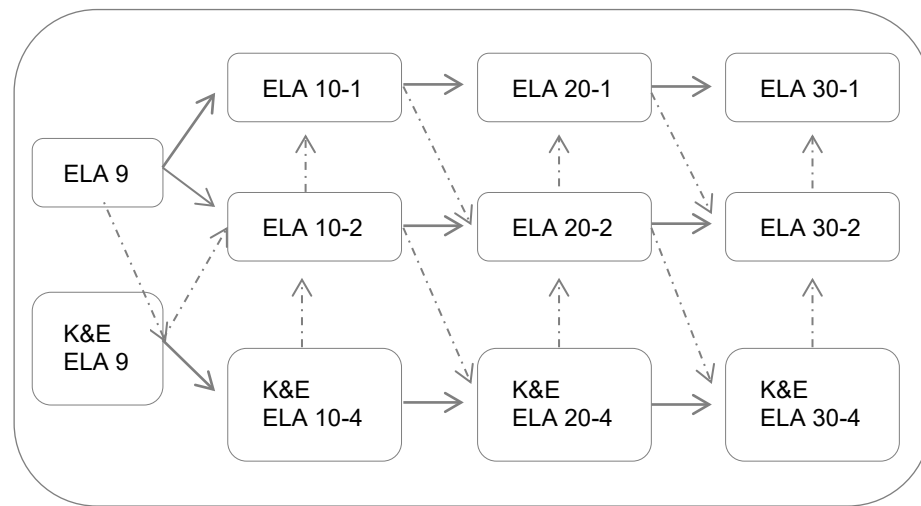 ELA 10-1
ELA 20-1
ELA 30-1
ELA 9
ELA 10-2
ELA 20-2
ELA 30-2
K&E
ELA 9
K&E
ELA 10-4
K&E
ELA 20-4
K&E
ELA 30-4